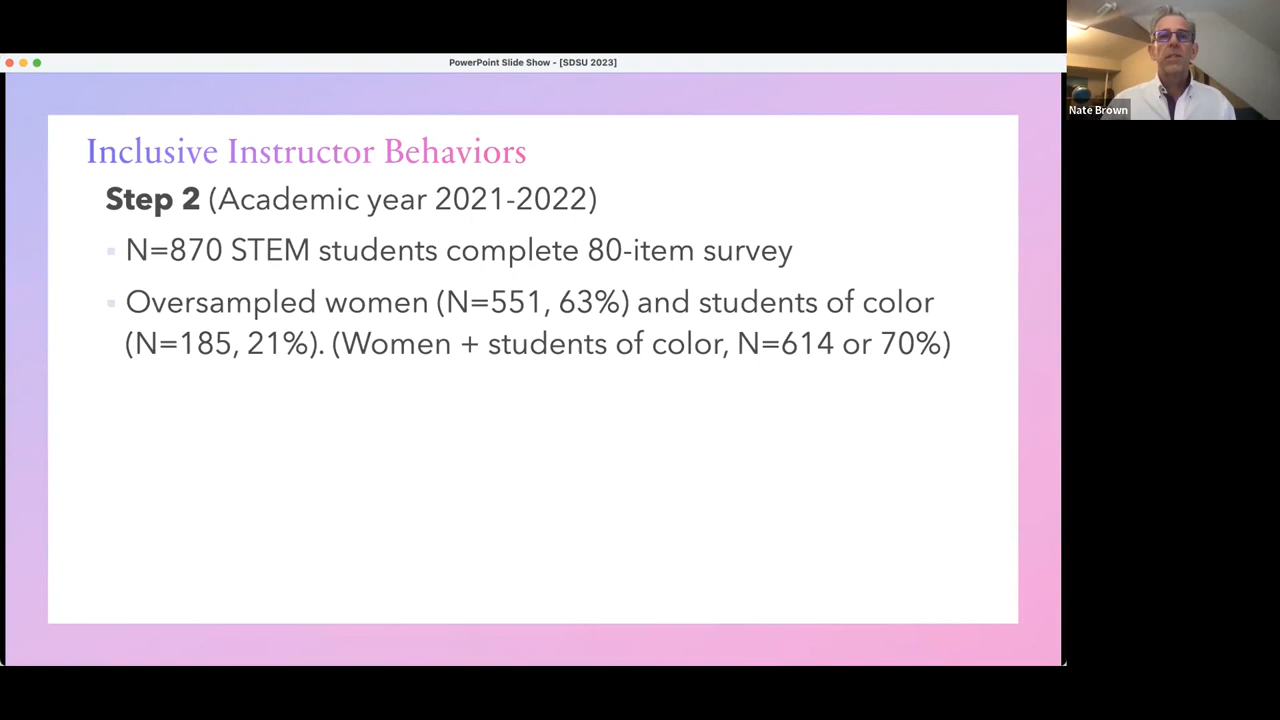 PowerPoint Slide Show - [SDSU 2023]
Nate Brown
Inclusive Instructor Behaviors
Step 2 (Academic year 2021-2022)
N=870 STEM students complete 80-item survey
Oversampled women (N=551, 63%) and students of color
(N=185, 21%). (Women + students of color, N=614 or 70%)